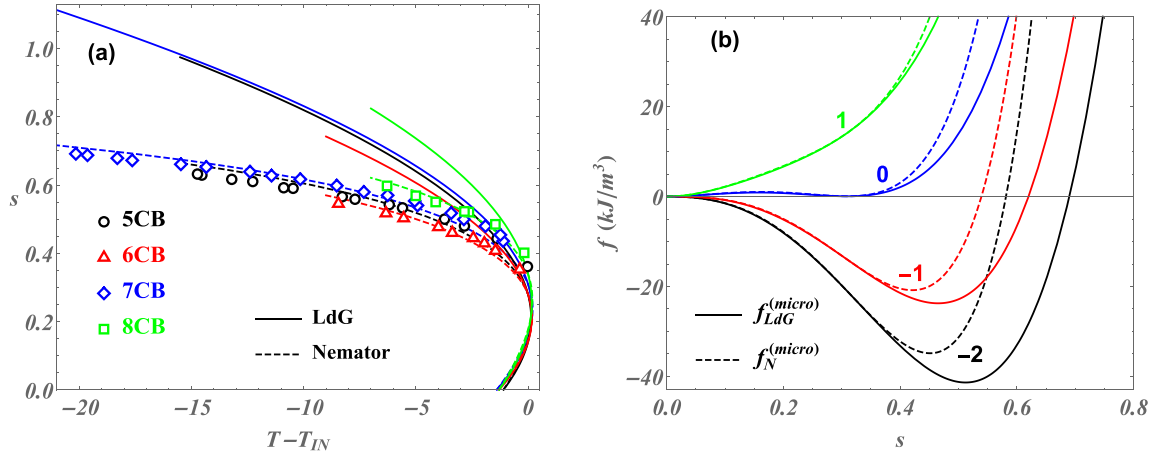 (a)
1.0
0.8
0.6
s
0.4
0.2
0.0
5CB
6CB
7CB
8CB
LdG
Nemator
−20
−15
−10
−5
0
T−T_IN
(b)
40
20
0
−20
−40
f (kJ/m³)
1
0
−1
−2
f_LdG^(micro)
f_N^(micro)
0.0
0.2
0.4
0.6
0.8
s